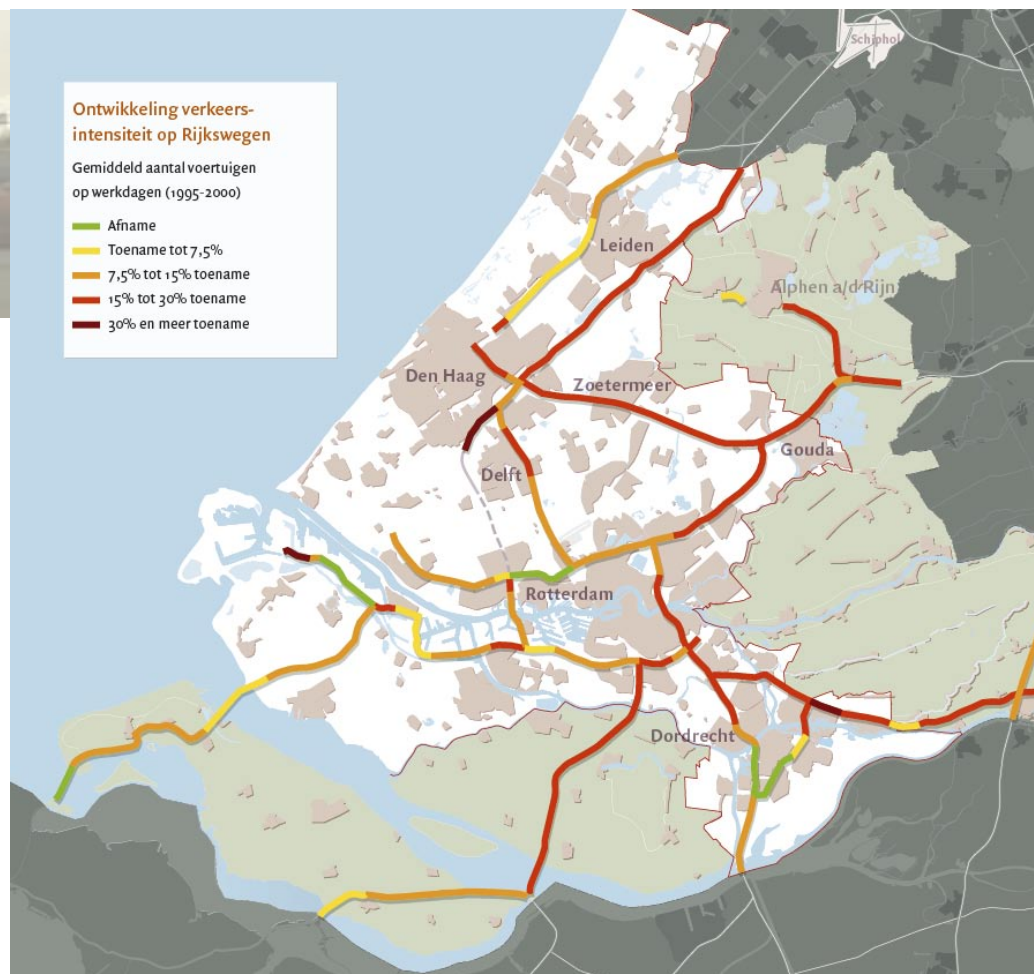 Schiphol
Ontwikkeling verkeers-
intensiteit op Rijkswegen
Gemiddeld aantal voertuigen
op werkdagen (1995-2000)
Afname
Toename tot 7,5%
7,5% tot 15% toename
15% tot 30% toename
30% en meer toename
Leiden
Alphen a/d Rijn
Den Haag
Zoetermeer
Gouda
Delft
Rotterdam
Dordrecht